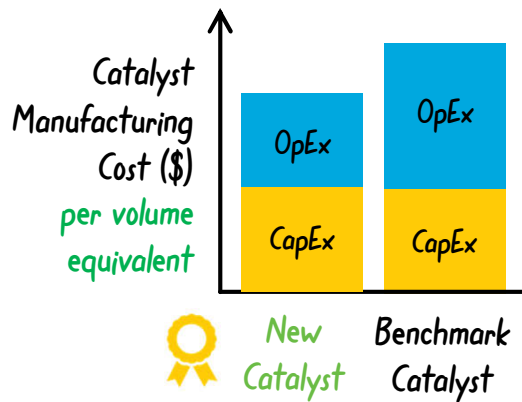 Catalyst
Manufacturing
Cost ($)
per volume
equivalent
OpEx
CapEx
OpEx
CapEx
New
Catalyst
Benchmark
Catalyst